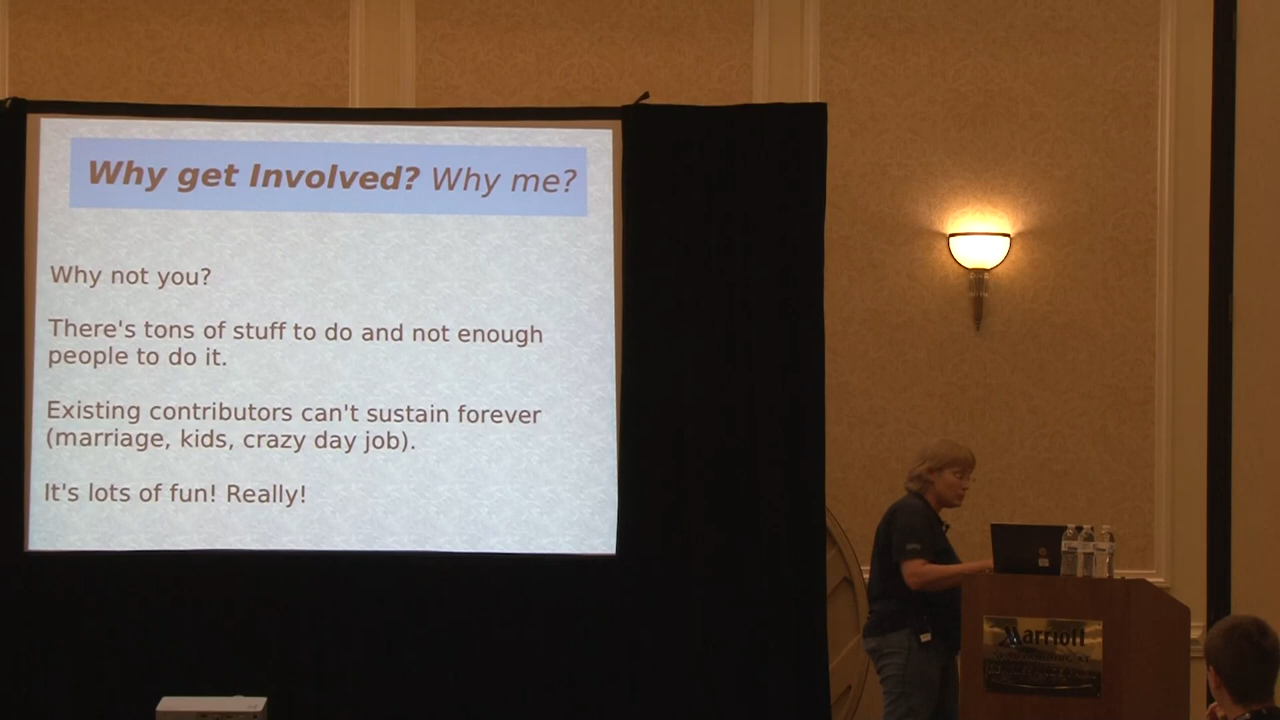 Why get Involved? Why me?
Why not you?
There's tons of stuff to do and not enough
people to do it.
Existing contributors can't sustain forever
(marriage, kids, crazy day job).
It's lots of fun! Really!
Marriott